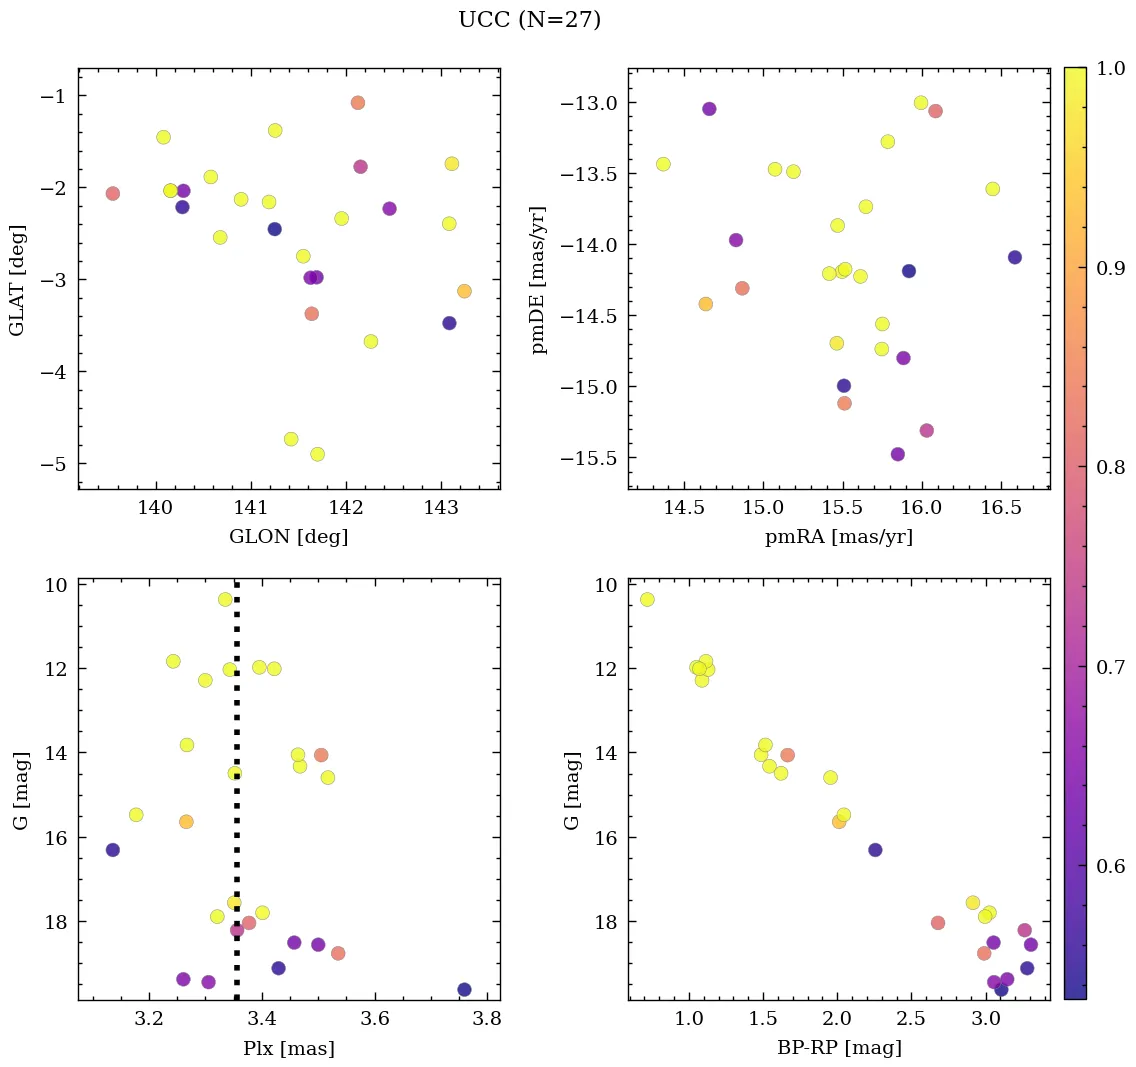 UCC (N=27)
−1
−2
−3
−4
−5
GLAT [deg]
140 141 142 143
GLON [deg]
−13.0
−13.5
−14.0
−14.5
−15.0
−15.5
pmDE [mas/yr]
14.5 15.0 15.5 16.0 16.5
pmRA [mas/yr]
10
12
14
16
18
G [mag]
3.2 3.4 3.6 3.8
Plx [mas]
10
12
14
16
18
G [mag]
1.0 1.5 2.0 2.5 3.0
BP-RP [mag]
1.0
0.9
0.8
0.7
0.6